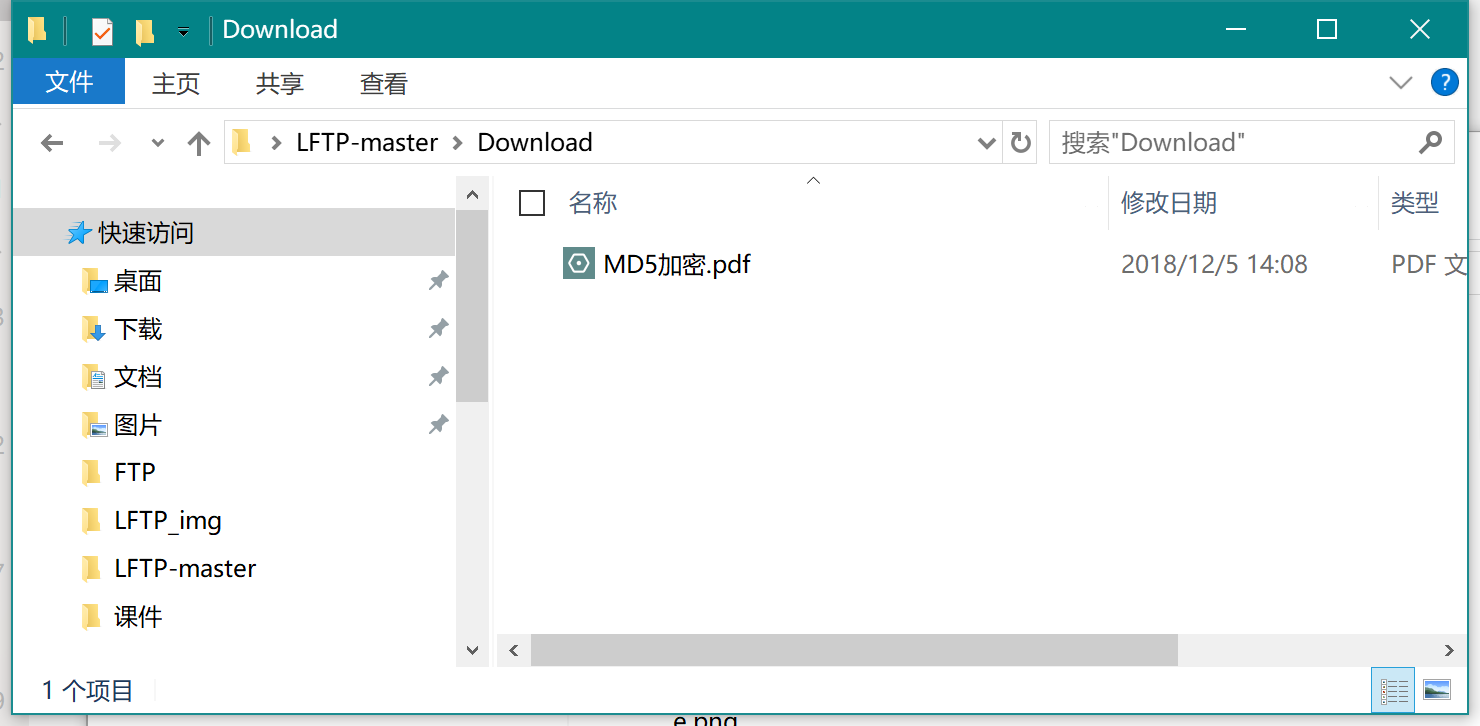 Download
文件 主页 共享 查看 ?
LFTP-master Download 搜索"Download"
名称 修改日期 类型
快速访问
MD5加密.pdf 2018/12/5 14:08 PDF 文
桌面
下载
文档
图片
FTP
LFTP_img
LFTP-master
课件
1 个项目
e.png